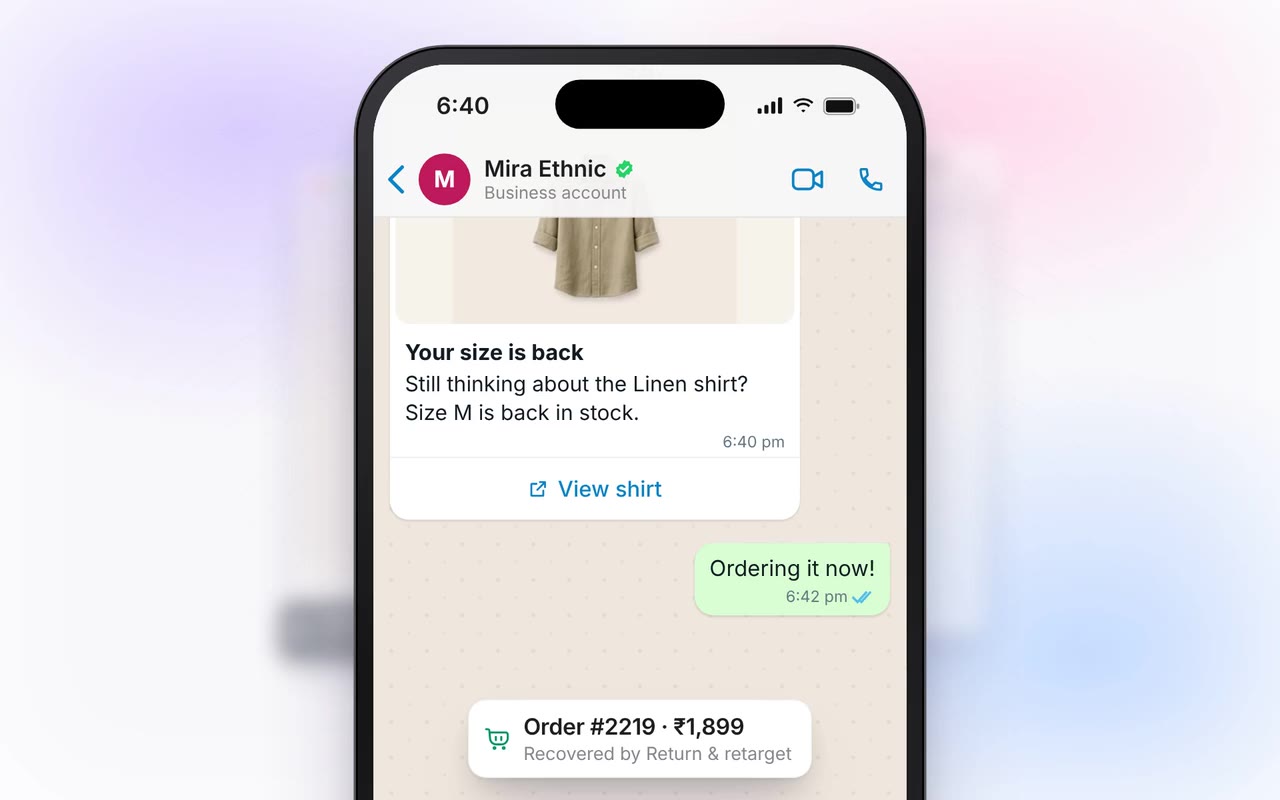 6:40
M
Mira Ethnic
Business account
Your size is back
Still thinking about the Linen shirt?
Size M is back in stock.
6:40 pm
View shirt
Ordering it now!
6:42 pm
Order #2219 · ₹1,899
Recovered by Return & retarget